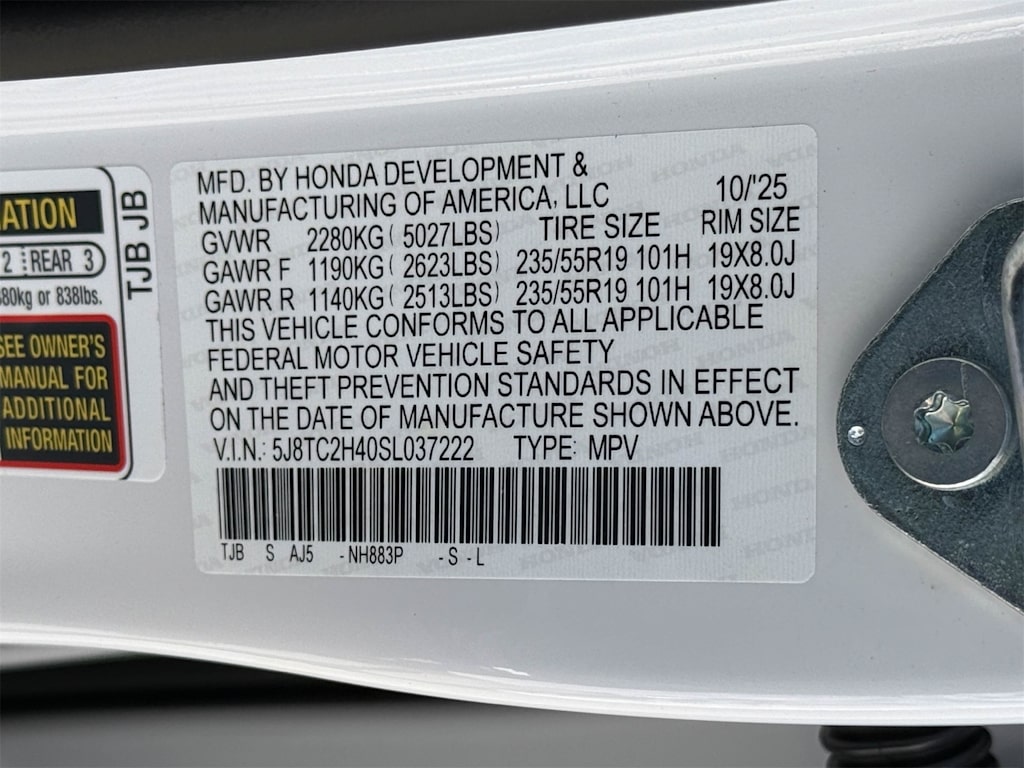 MFD. BY HONDA DEVELOPMENT &
MANUFACTURING OF AMERICA, LLC 10/'25
GVWR 2280KG ( 5027LBS) TIRE SIZE RIM SIZE
GAWR F 1190KG ( 2623LBS) 235/55R19 101H 19X8.0J
GAWR R 1140KG ( 2513LBS) 235/55R19 101H 19X8.0J
THIS VEHICLE CONFORMS TO ALL APPLICABLE
FEDERAL MOTOR VEHICLE SAFETY
AND THEFT PREVENTION STANDARDS IN EFFECT
ON THE DATE OF MANUFACTURE SHOWN ABOVE.
V.I.N.: 5J8TC2H40SL037222 TYPE: MPV
TJB S AJ5 -NH883P -S -L
2 REAR 3
kg or 838lbs.
SEE OWNER'S
MANUAL FOR
ADDITIONAL
INFORMATION
TJB JB
HONDA